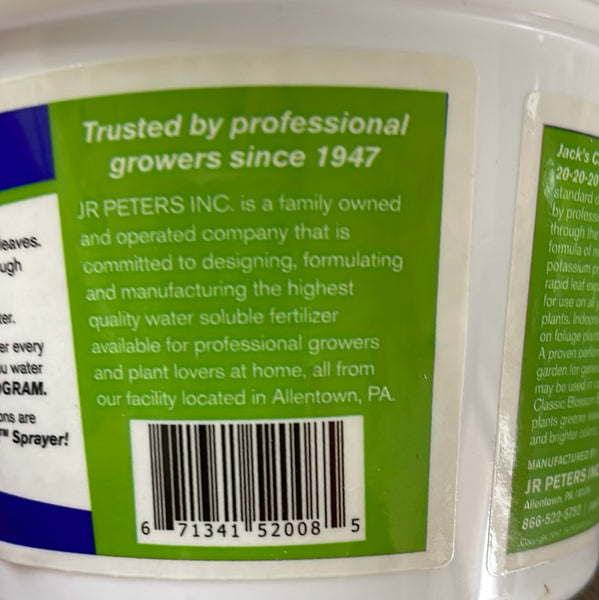 leaves.
ugh
ter.
er every
u water
OGRAM.
ons are
™ Sprayer!
Trusted by professional
growers since 1947
JR PETERS INC. is a family owned
and operated company that is
committed to designing, formulating
and manufacturing the highest
quality water soluble fertilizer
available for professional growers
and plant lovers at home, all from
our facility located in Allentown, PA.
6 71341 52008 5
Jack's C
20-20-20
standard o
by profess
through the
formula of n
potassium p
rapid leaf exp
for use on all y
plants. Indoors
on foliage plant
A proven perform
garden for gener
may be used in c
Classic Blossom B
plants greener
and brighter colors.
MANUFACTURED BY
JR PETERS INC
Allentown, PA
866-522-5752